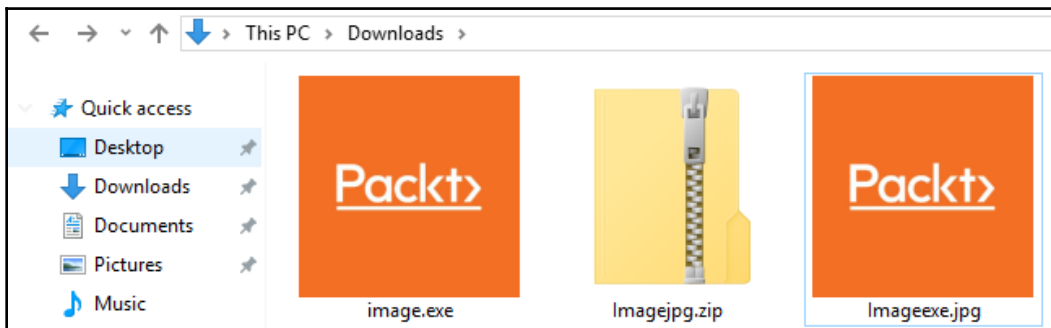 This PC > Downloads >
Quick access
Desktop
Downloads
Documents
Pictures
Music
Packt>
image.exe
Imagejpg.zip
Packt>
Imageexe.jpg